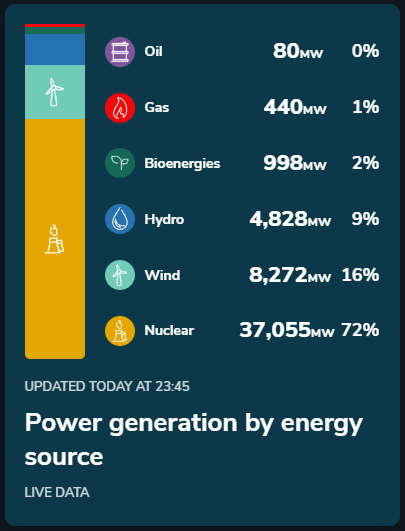 Oil 80MW 0%
Gas 440MW 1%
Bioenergies 998MW 2%
Hydro 4,828MW 9%
Wind 8,272MW 16%
Nuclear 37,055MW 72%
UPDATED TODAY AT 23:45
Power generation by energy
source
LIVE DATA